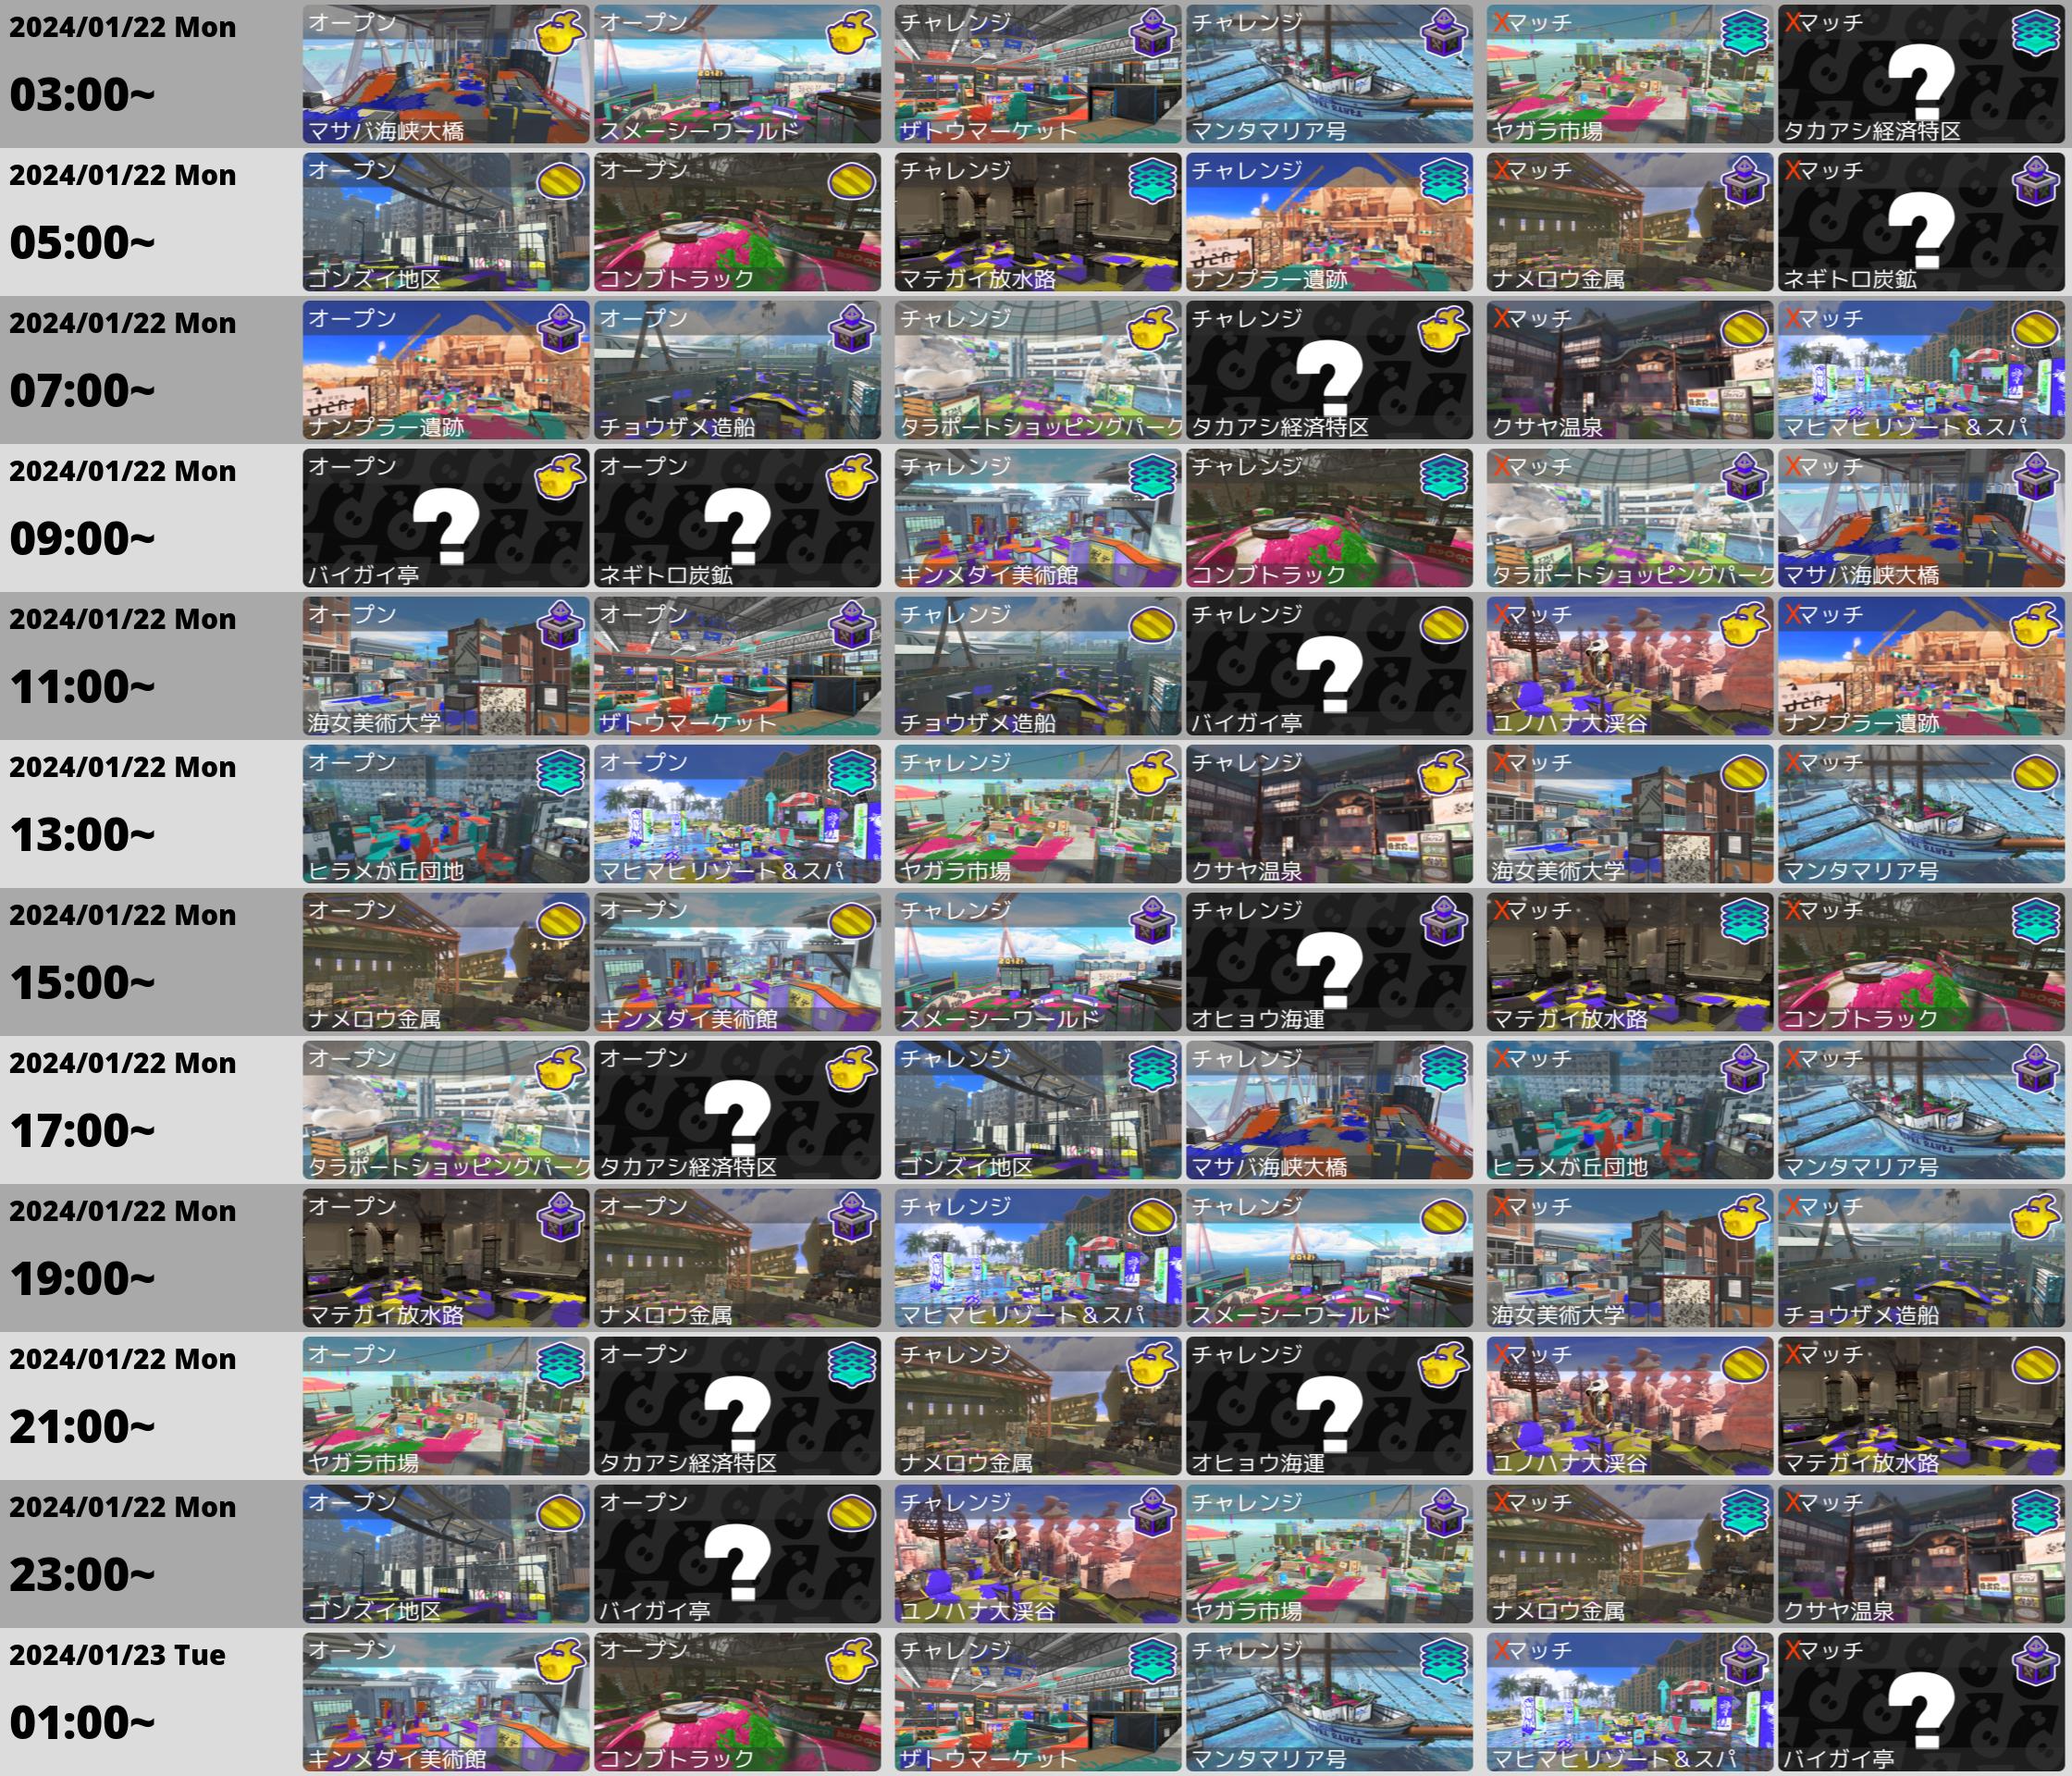 2024/01/22 Mon
03:00~
オープン オープン チャレンジ チャレンジ Xマッチ Xマッチ
マサバ海峡大橋 スメーシーワールド ザトウマーケット マンタマリア号 ヤガラ市場 タカアシ経済特区
2024/01/22 Mon
05:00~
オープン オープン チャレンジ チャレンジ Xマッチ Xマッチ
ゴンズイ地区 コンブトラック マテガイ放水路 ナンプラー遺跡 ナメロウ金属 ネギトロ炭鉱
2024/01/22 Mon
07:00~
オープン オープン チャレンジ チャレンジ Xマッチ Xマッチ
ナンプラー遺跡 チョウザメ造船 タラポートショッピングパーク タカアシ経済特区 クサヤ温泉 マヒマヒリゾート＆スパ
2024/01/22 Mon
09:00~
オープン オープン チャレンジ チャレンジ Xマッチ Xマッチ
バイガイ亭 ネギトロ炭鉱 キンメダイ美術館 コンブトラック タラポートショッピングパーク マサバ海峡大橋
2024/01/22 Mon
11:00~
オープン オープン チャレンジ チャレンジ Xマッチ Xマッチ
海女美術大学 ザトウマーケット チョウザメ造船 バイガイ亭 ユノハナ大渓谷 ナンプラー遺跡
2024/01/22 Mon
13:00~
オープン オープン チャレンジ チャレンジ Xマッチ Xマッチ
ヒラメが丘団地 マヒマヒリゾート＆スパ ヤガラ市場 クサヤ温泉 海女美術大学 マンタマリア号
2024/01/22 Mon
15:00~
オープン オープン チャレンジ チャレンジ Xマッチ Xマッチ
ナメロウ金属 キンメダイ美術館 スメーシーワールド オヒョウ海運 マテガイ放水路 コンブトラック
2024/01/22 Mon
17:00~
オープン オープン チャレンジ チャレンジ Xマッチ Xマッチ
タラポートショッピングパーク タカアシ経済特区 ゴンズイ地区 マサバ海峡大橋 ヒラメが丘団地 マンタマリア号
2024/01/22 Mon
19:00~
オープン オープン チャレンジ チャレンジ Xマッチ Xマッチ
マテガイ放水路 ナメロウ金属 マヒマヒリゾート＆スパ スメーシーワールド 海女美術大学 チョウザメ造船
2024/01/22 Mon
21:00~
オープン オープン チャレンジ チャレンジ Xマッチ Xマッチ
ヤガラ市場 タカアシ経済特区 ナメロウ金属 オヒョウ海運 ユノハナ大渓谷 マテガイ放水路
2024/01/22 Mon
23:00~
オープン オープン チャレンジ チャレンジ Xマッチ Xマッチ
ゴンズイ地区 バイガイ亭 ユノハナ大渓谷 ヤガラ市場 ナメロウ金属 クサヤ温泉
2024/01/23 Tue
01:00~
オープン オープン チャレンジ チャレンジ Xマッチ Xマッチ
キンメダイ美術館 コンブトラック ザトウマーケット マンタマリア号 マヒマヒリゾート＆スパ バイガイ亭